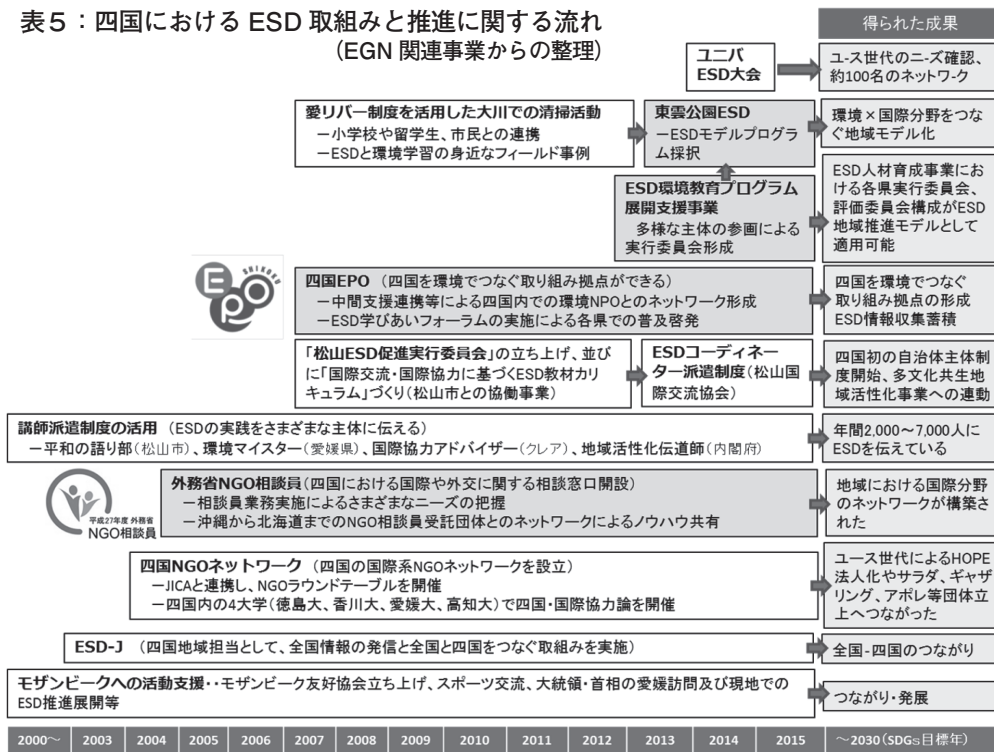 表5：四国における ESD 取組みと推進に関する流れ
(EGN 関連事業からの整理)
得られた成果
ユニバ
ESD大会
ユース世代のニーズ確認、
約100名のネットワーク
愛リバー制度を活用した大川での清掃活動
－小学校や留学生、市民との連携
－ESDと環境学習の身近なフィールド事例
東雲公園ESD
－ESDモデルプログラ
ム採択
環境×国際分野をつな
ぐ地域モデル化
ESD環境教育プログラム
展開支援事業
多様な主体の参画による
実行委員会形成
ESD人材育成事業にお
ける各県実行委員会、
評価委員会構成がESD
地域推進モデルとして
適用可能
SHIKOKU
EPO
四国EPO（四国を環境でつなぐ取り組み拠点ができる）
－中間支援連携等による四国内での環境NPOとのネットワーク形成
－ESD学びあいフォーラムの実施による各県での普及啓発
四国を環境でつなぐ
取り組み拠点の形成
ESD情報収集蓄積
「松山ESD促進実行委員会」の立ち上げ、並び
に「国際交流・国際協力に基づくESD教材カリ
キュラム」づくり（松山市との協働事業）
ESDコーディネー
ター派遣制度（松山国
際交流協会）
四国初の自治体主体制
度開始、多文化共生地
域活性化事業への連動
講師派遣制度の活用（ESDの実践をさまざまな主体に伝える）
－平和の語り部（松山市）、環境マイスター（愛媛県）、国際協力アドバイザー（クレア）、地域活性化伝道師（内閣府）
年間2,000～7,000人に
ESDを伝えている
平成27年度 外務省
NGO相談員
外務省NGO相談員（四国における国際や外交に関する相談窓口開設）
－相談員業務実施によるさまざまなニーズの把握
－沖縄から北海道までのNGO相談員受託団体とのネットワークによるノウハウ共有
地域における国際分野
のネットワークが構築さ
れた
四国NGOネットワーク（四国の国際系NGOネットワークを設立）
－JICAと連携し、NGOラウンドテーブルを開催
－四国内の4大学（徳島大、香川大、愛媛大、高知大）で四国・国際協力論を開催
ユース世代によるHOPE
法人化やサラダ、ギャザ
リング、アポレ等団体立
上へつながった
ESD-J（四国地域担当として、全国情報の発信と全国と四国をつなぐ取組みを実施）
全国-四国のつながり
モザンビークへの活動支援・・モザンビーク友好協会立ち上げ、スポーツ交流、大統領・首相の愛媛訪問及び現地での
ESD推進展開等
つながり・発展
2000～ 2003 2004 2005 2006 2007 2008 2009 2010 2011 2012 2013 2014 2015 ～2030（SDGs目標年）